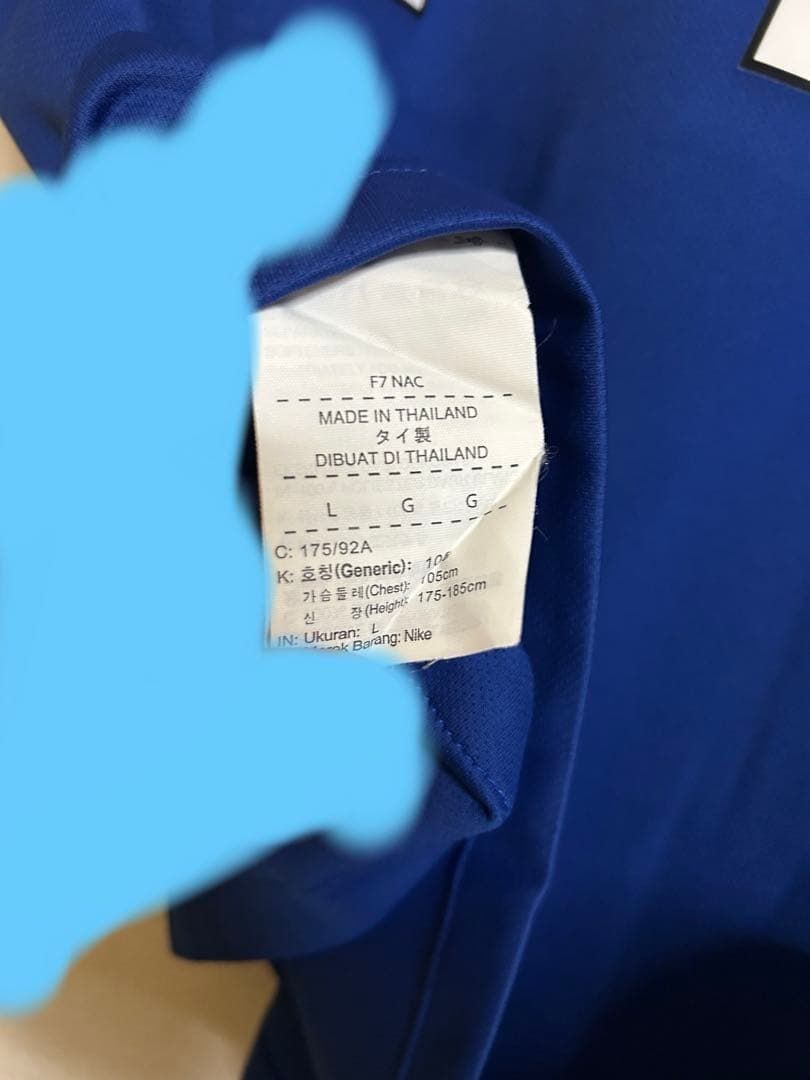 F7 NAC
MADE IN THAILAND
タイ製
DIBUAT DI THAILAND
L G G
C: 175/92A
K: 호칭(Generic):
가슴둘레(Chest): 105cm
신 장(Height): 175-185cm
IN: Ukuran: L
Barang: Nike